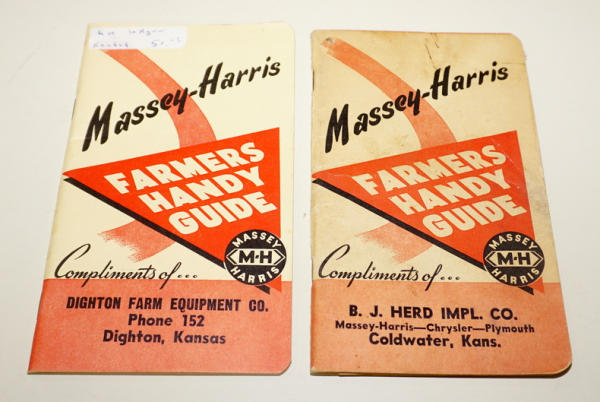 Massey-Harris
FARMERS
HANDY
GUIDE
MASSEY
M-H
HARRIS
Compliments of...
DIGHTON FARM EQUIPMENT CO.
Phone 152
Dighton, Kansas
Massey-Harris
FARMERS
HANDY
GUIDE
MASSEY
M-H
HARRIS
Compliments of...
B. J. HERD IMPL. CO.
Massey-Harris—Chrysler—Plymouth
Coldwater, Kans.